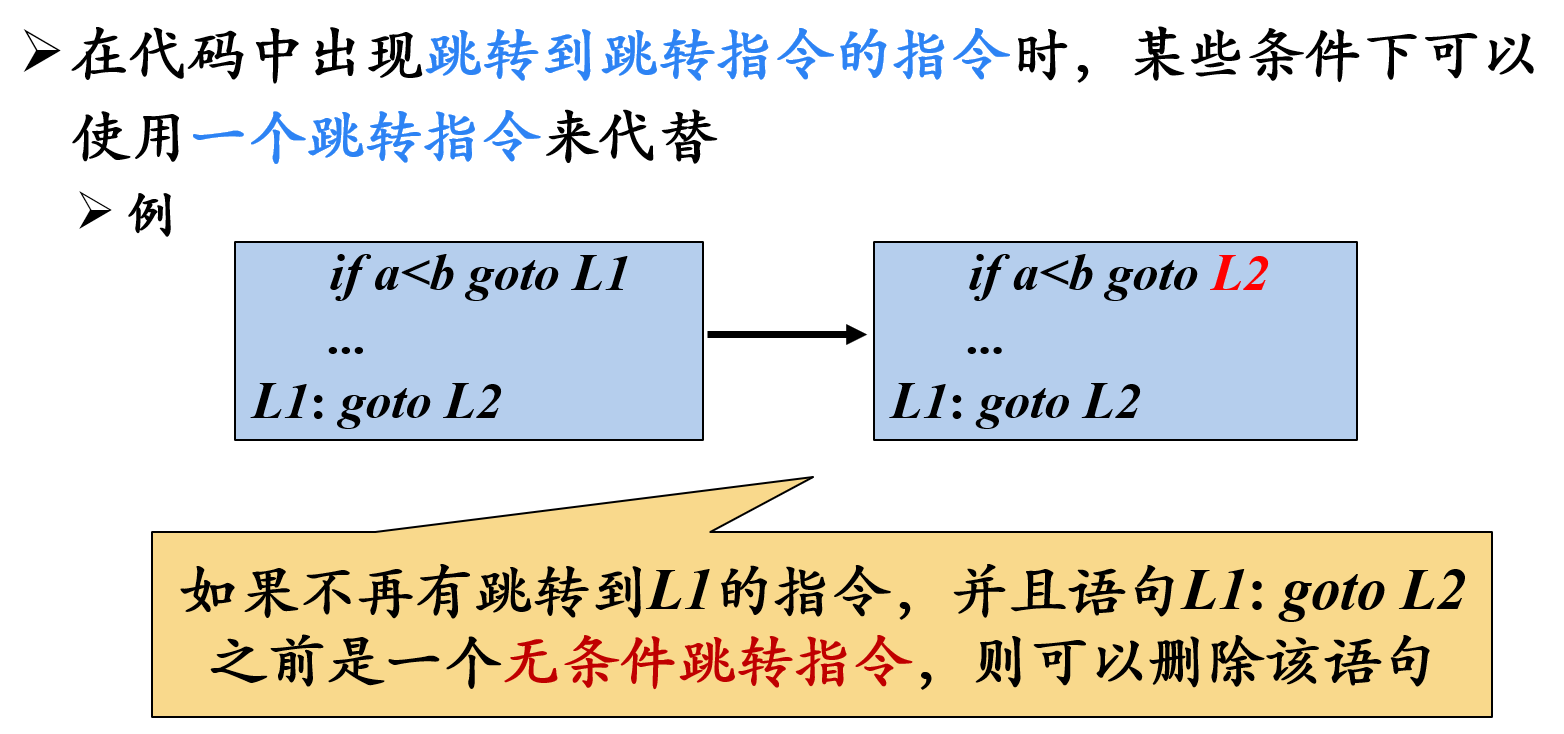 ➢在代码中出现跳转到跳转指令的指令时，某些条件下可以
使用一个跳转指令来代替
➢例
if a<b goto L1
...
L1: goto L2
if a<b goto L2
...
L1: goto L2
如果不再有跳转到L1的指令，并且语句L1: goto L2
之前是一个无条件跳转指令，则可以删除该语句